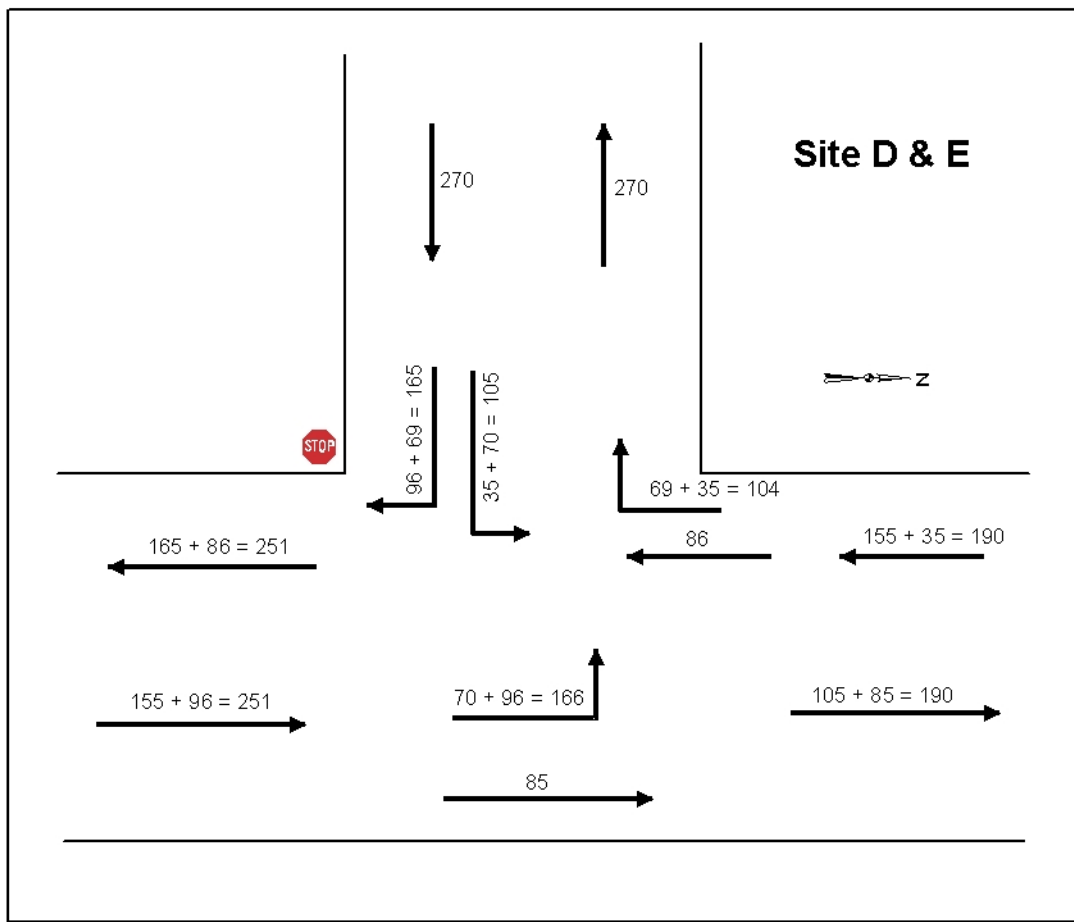 Site D & E
270
270
96 + 69 = 165
35 + 70 = 105
N
STOP
69 + 35 = 104
165 + 86 = 251
86
155 + 35 = 190
155 + 96 = 251
70 + 96 = 166
105 + 85 = 190
85